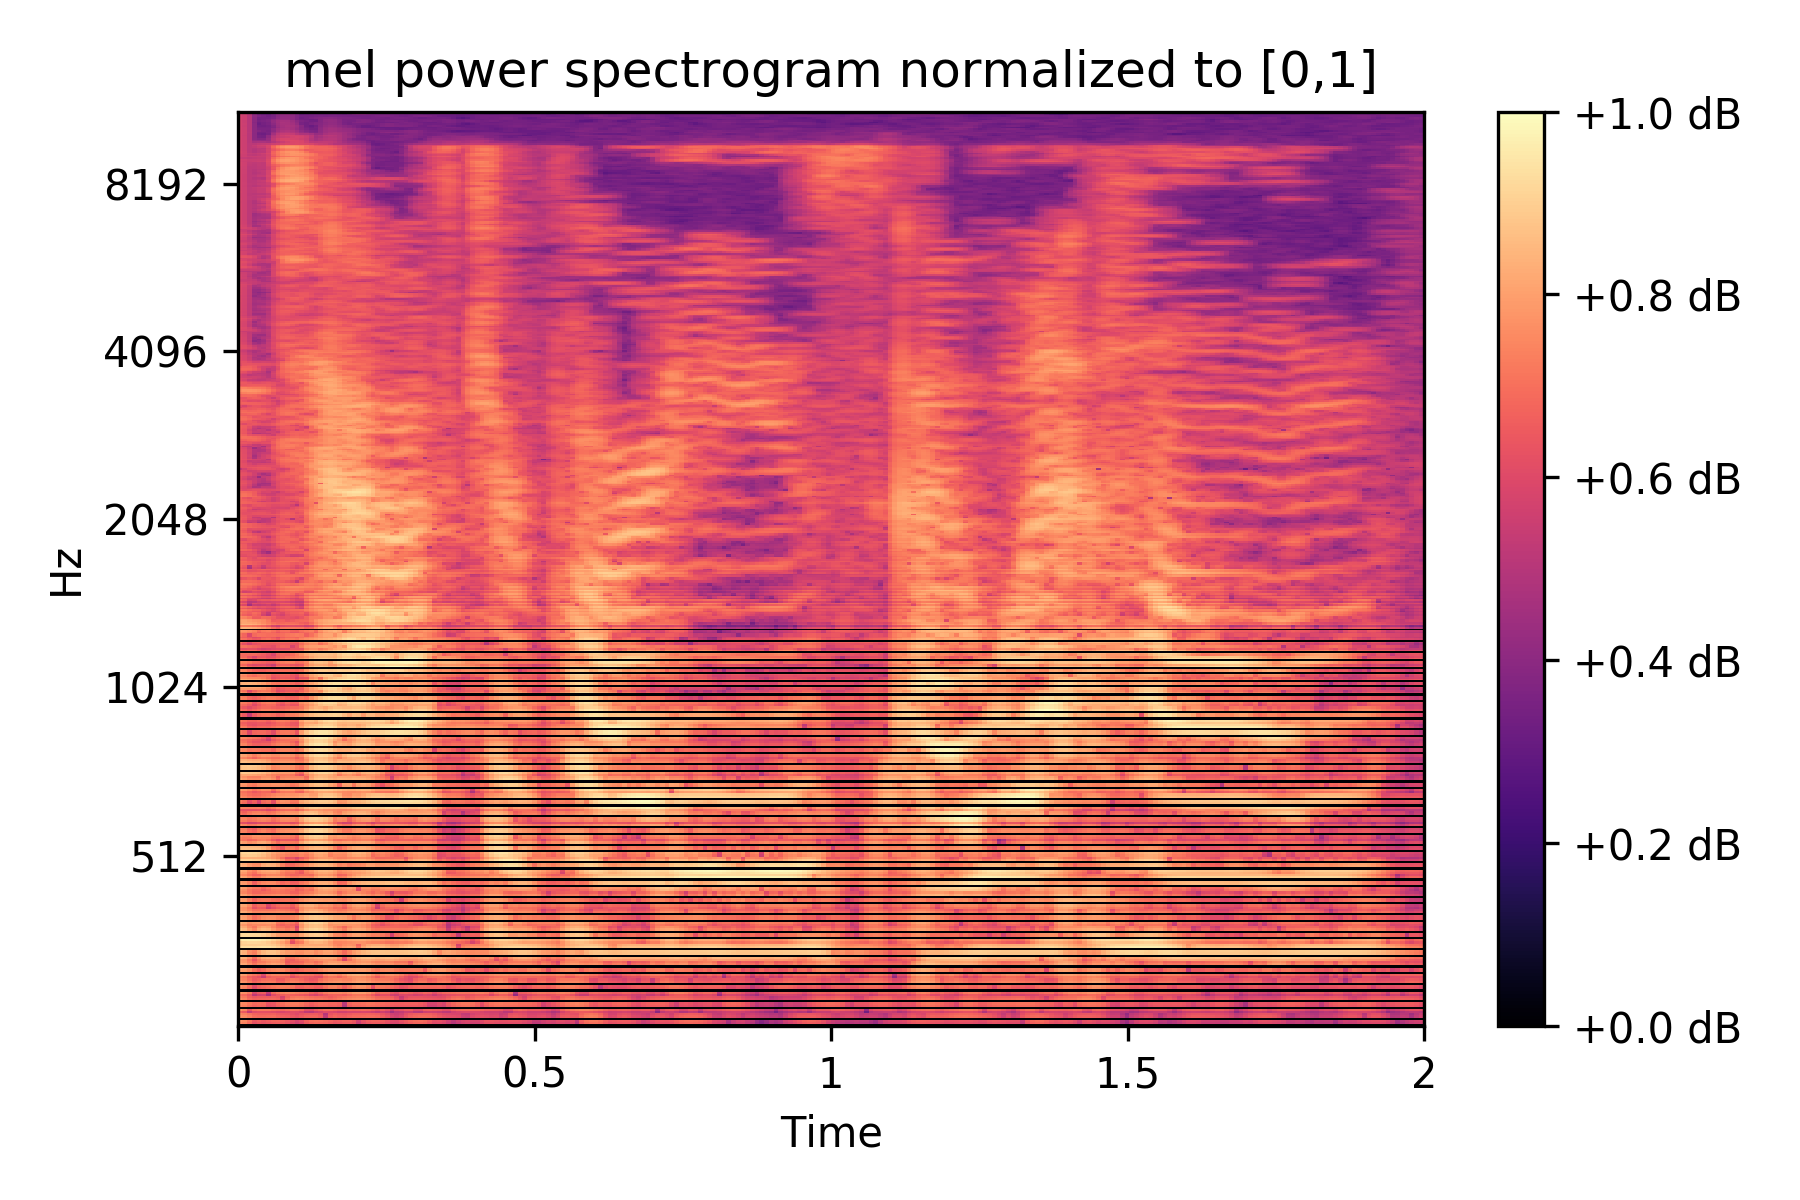 mel power spectrogram normalized to [0,1]
Hz
8192
4096
2048
1024
512
0
0.5
1
1.5
2
Time
+1.0 dB
+0.8 dB
+0.6 dB
+0.4 dB
+0.2 dB
+0.0 dB